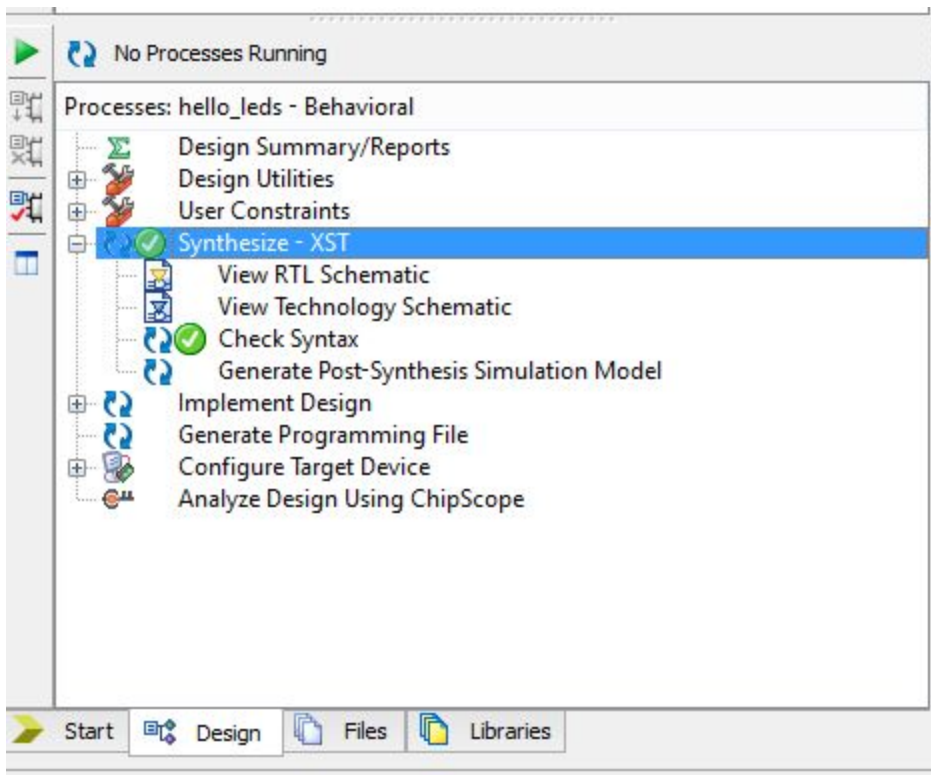 No Processes Running
Processes: hello_leds - Behavioral
Design Summary/Reports
Design Utilities
User Constraints
Synthesize - XST
View RTL Schematic
View Technology Schematic
Check Syntax
Generate Post-Synthesis Simulation Model
Implement Design
Generate Programming File
Configure Target Device
Analyze Design Using ChipScope
Start Design Files Libraries